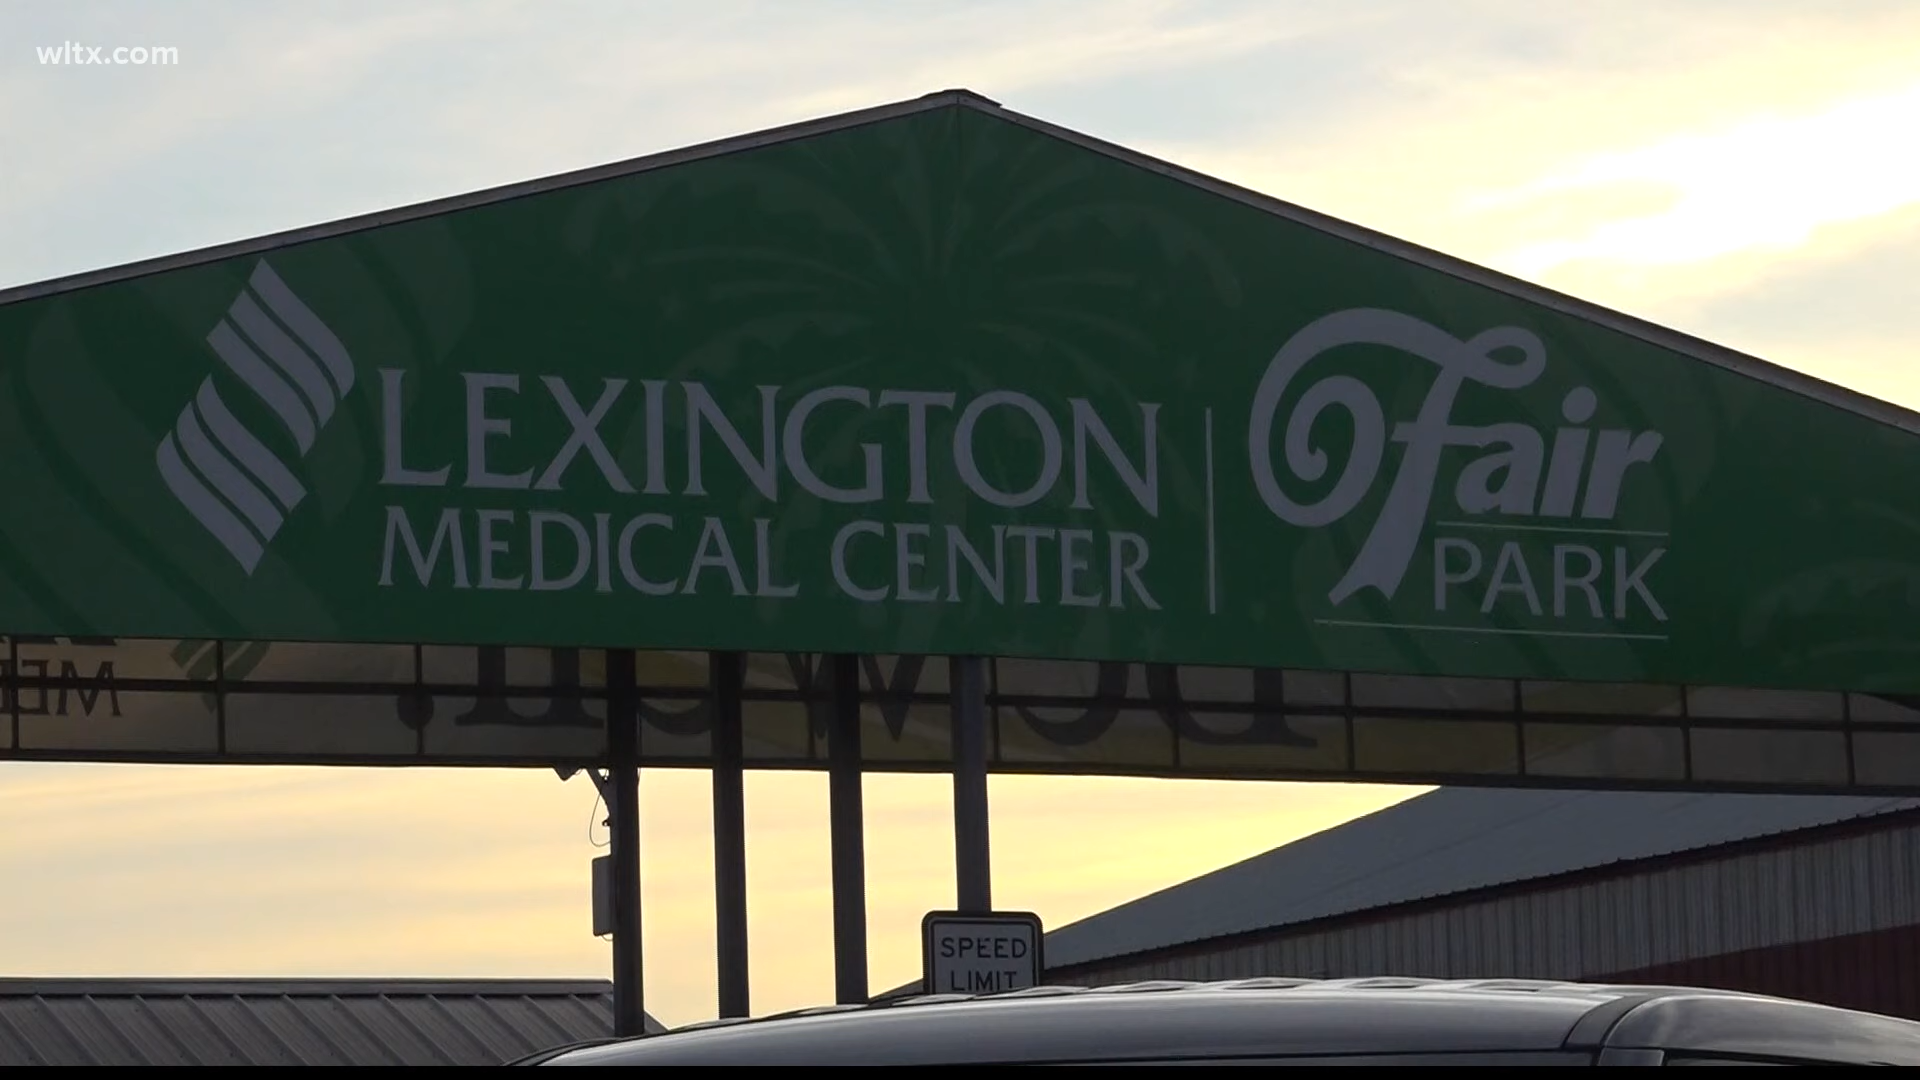 wltx.com
LEXINGTON
MEDICAL CENTER
Fair
PARK
SPEED
LIMIT